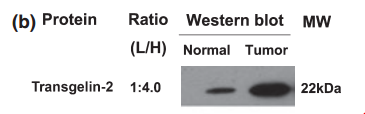 (b) Protein Ratio Western blot MW
(L/H) Normal Tumor
Transgelin-2 1:4.0 22kDa